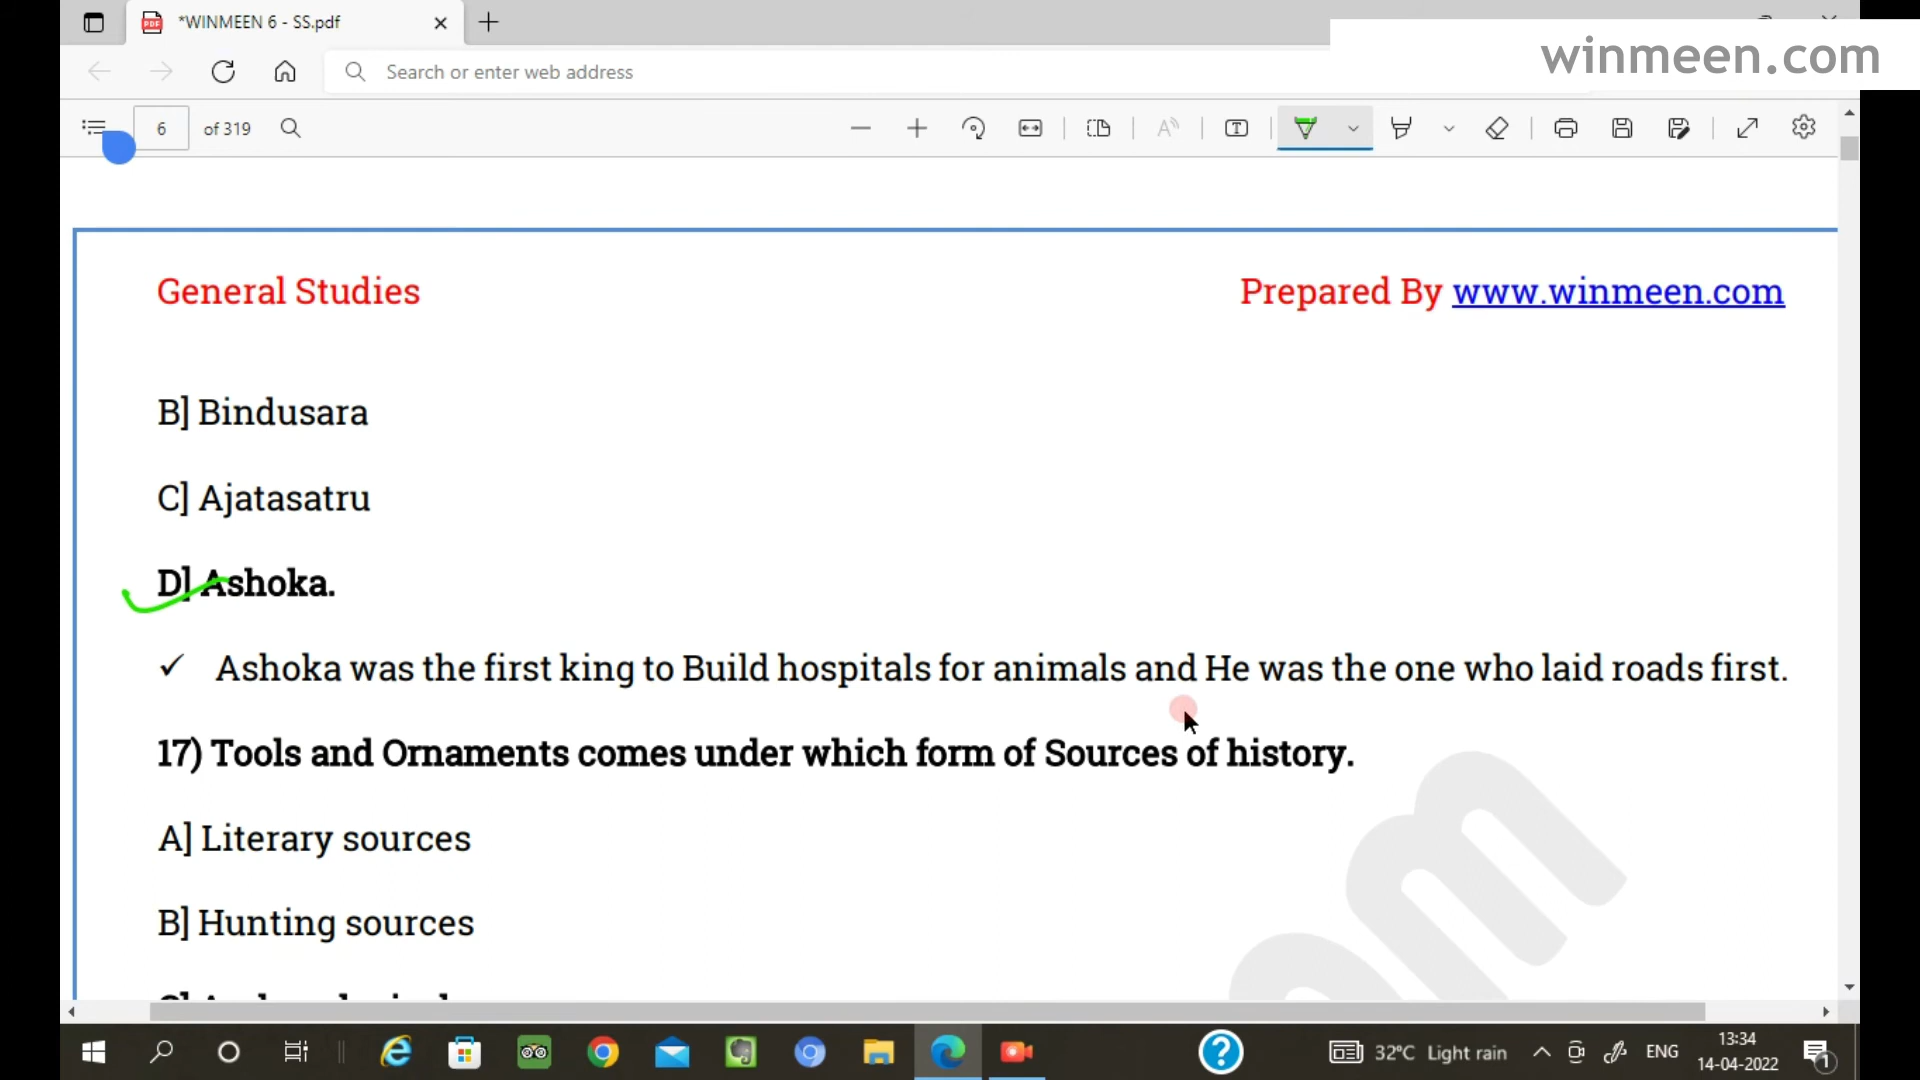 *WINMEEN 6 - SS.pdf
winmeen.com
Search or enter web address
6 of 319
General Studies
Prepared By www.winmeen.com
B] Bindusara
C] Ajatasatru
D] Ashoka.
✓ Ashoka was the first king to Build hospitals for animals and He was the one who laid roads first.
17) Tools and Ornaments comes under which form of Sources of history.
A] Literary sources
B] Hunting sources
32°C Light rain
ENG
13:34
14-04-2022
1